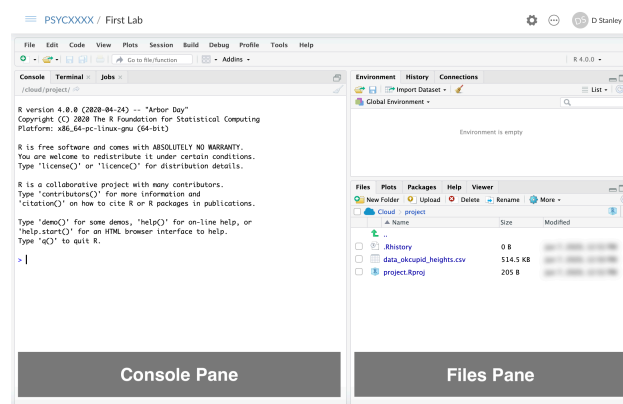 PSYCXXXX / First Lab
DS D Stanley
File Edit Code View Plots Session Build Debug Profile Tools Help
Go to file/function Addins R 4.0.0
Console Terminal × Jobs ×
/cloud/project/
R version 4.0.0 (2020-04-24) -- "Arbor Day"
Copyright (C) 2020 The R Foundation for Statistical Computing
Platform: x86_64-pc-linux-gnu (64-bit)
R is free software and comes with ABSOLUTELY NO WARRANTY.
You are welcome to redistribute it under certain conditions.
Type 'license()' or 'licence()' for distribution details.
R is a collaborative project with many contributors.
Type 'contributors()' for more information and
'citation()' on how to cite R or R packages in publications.
Type 'demo()' for some demos, 'help()' for on-line help, or
'help.start()' for an HTML browser interface to help.
Type 'q()' to quit R.
>
Console Pane
Environment History Connections
Import Dataset List
Global Environment
Environment is empty
Files Plots Packages Help Viewer
New Folder Upload Delete Rename More
Cloud > project
Name Size Modified
..
.Rhistory 0 B
data_okcupid_heights.csv 514.5 KB
project.Rproj 205 B
Files Pane